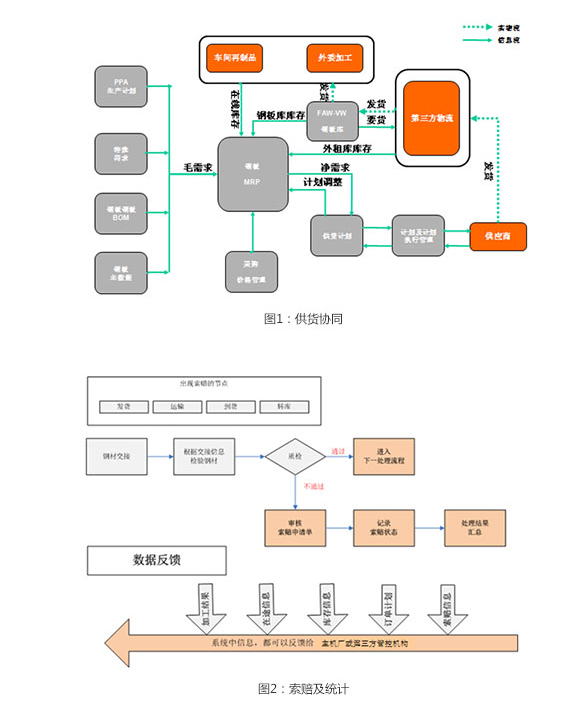 实物流
信息流
车间再制品
外委加工
PPA
生产计划
特殊
需求
钢板钢板
BOM
钢板
主数据
毛需求
在线库存
钢板库库存
发货
FAW-VW
钢板库
发货
要货
第三方物流
外租库库存
钢板
MRP
净需求
计划调整
发货
供货计划
计划及计划
执行管理
供应商
采购
价格管理
图1：供货协同
出现索赔的节点
发货
运输
到货
转库
钢材交接
根据交接信息
检验钢材
质检
通过
进入
下一处理流程
不通过
审核
索赔申请单
记录
索赔状态
处理结果
汇总
数据反馈
加工结果
在途信息
库存信息
订单计划
索赔信息
系统中信息，都可以反馈给 主机厂或第三方管控机构
图2：索赔及统计